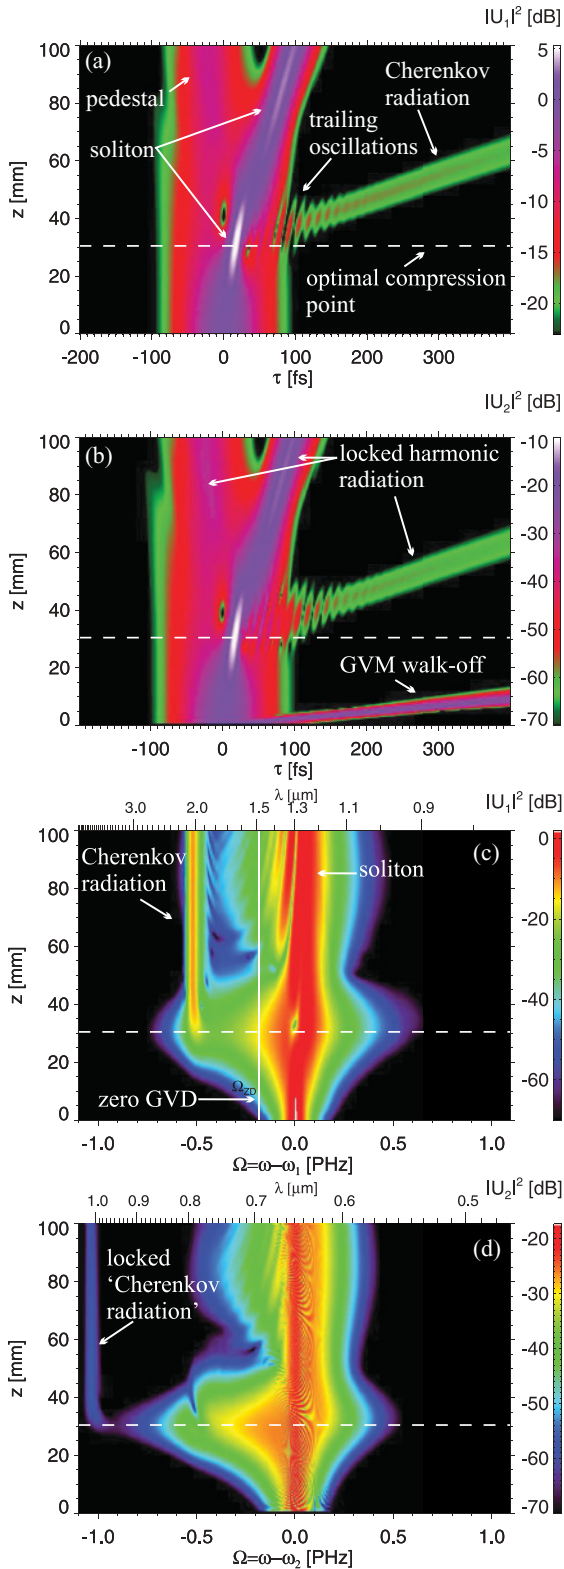 |U₁|² [dB]
(a)
pedestal
soliton
Cherenkov
radiation
trailing
oscillations
optimal compression
point
z [mm]
100
80
60
40
20
0
-200 -100 0 100 200 300
τ [fs]
5
0
-5
-10
-15
-20
|U₂|² [dB]
(b)
locked harmonic
radiation
GVM walk-off
z [mm]
100
80
60
40
20
0
-100 0 100 200 300
τ [fs]
-10
-20
-30
-40
-50
-60
-70
λ [μm]
|U₁|² [dB]
3.0 2.0 1.5 1.3 1.1 0.9
(c)
Cherenkov
radiation
soliton
Ω_ZD
zero GVD
z [mm]
100
80
60
40
20
0
-1.0 -0.5 0.0 0.5 1.0
Ω=ω−ω₁ [PHz]
0
-20
-40
-60
λ [μm]
|U₂|² [dB]
1.0 0.9 0.8 0.7 0.6 0.5
(d)
locked
‘Cherenkov
radiation’
z [mm]
100
80
60
40
20
0
-1.0 -0.5 0.0 0.5 1.0
Ω=ω−ω₂ [PHz]
-20
-30
-40
-50
-60
-70